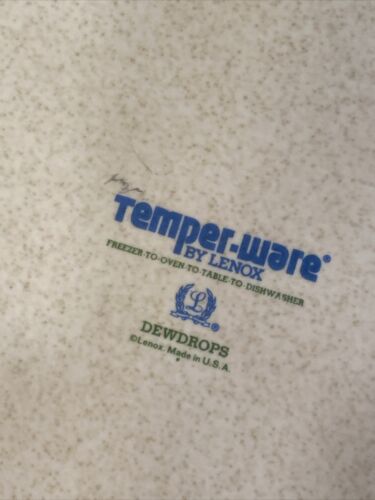 Temper-ware®
BY LENOX
FREEZER-TO-OVEN-TO-TABLE-TO-DISHWASHER
L
®
DEWDROPS
©Lenox. Made in U.S.A.